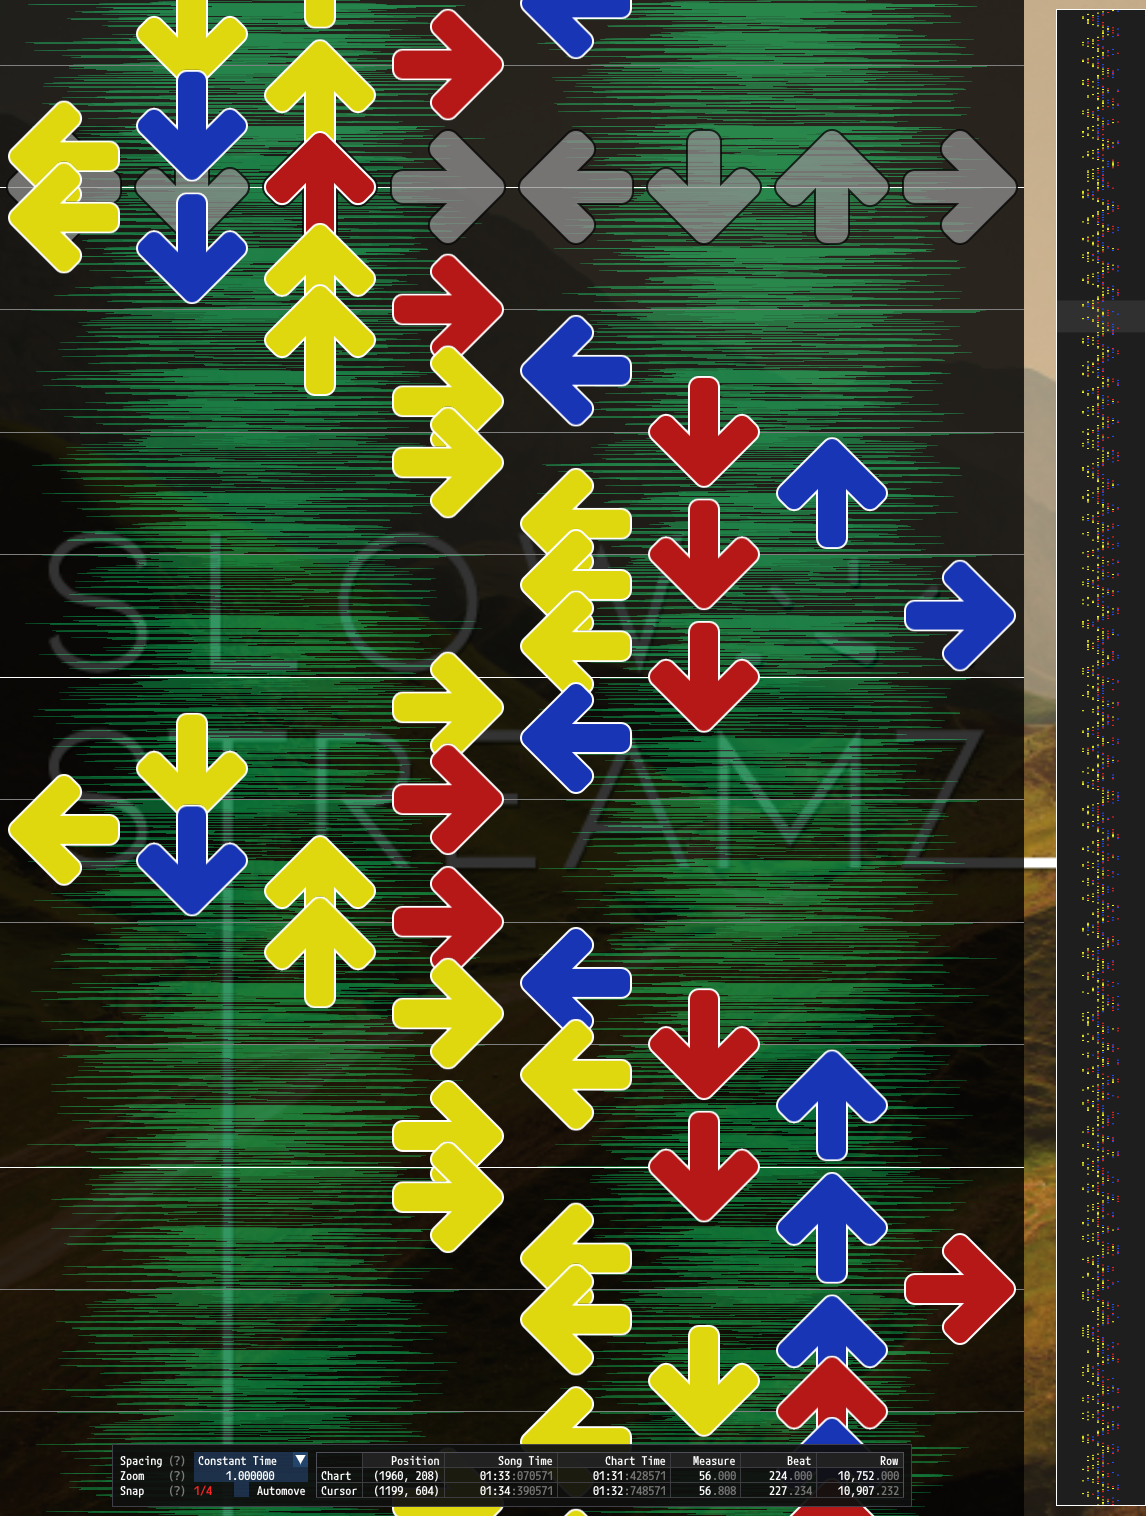 SLOW
STREAMZ
Spacing (?) Constant Time Position Song Time Chart Time Measure Beat Row
Zoom (?) 1.000000 Chart (1960, 208) 01:33:070571 01:31:428571 56.000 224.000 10,752.000
Snap (?) 1/4 Automove Cursor (1199, 604) 01:34:390571 01:32:748571 56.808 227.234 10,907.232